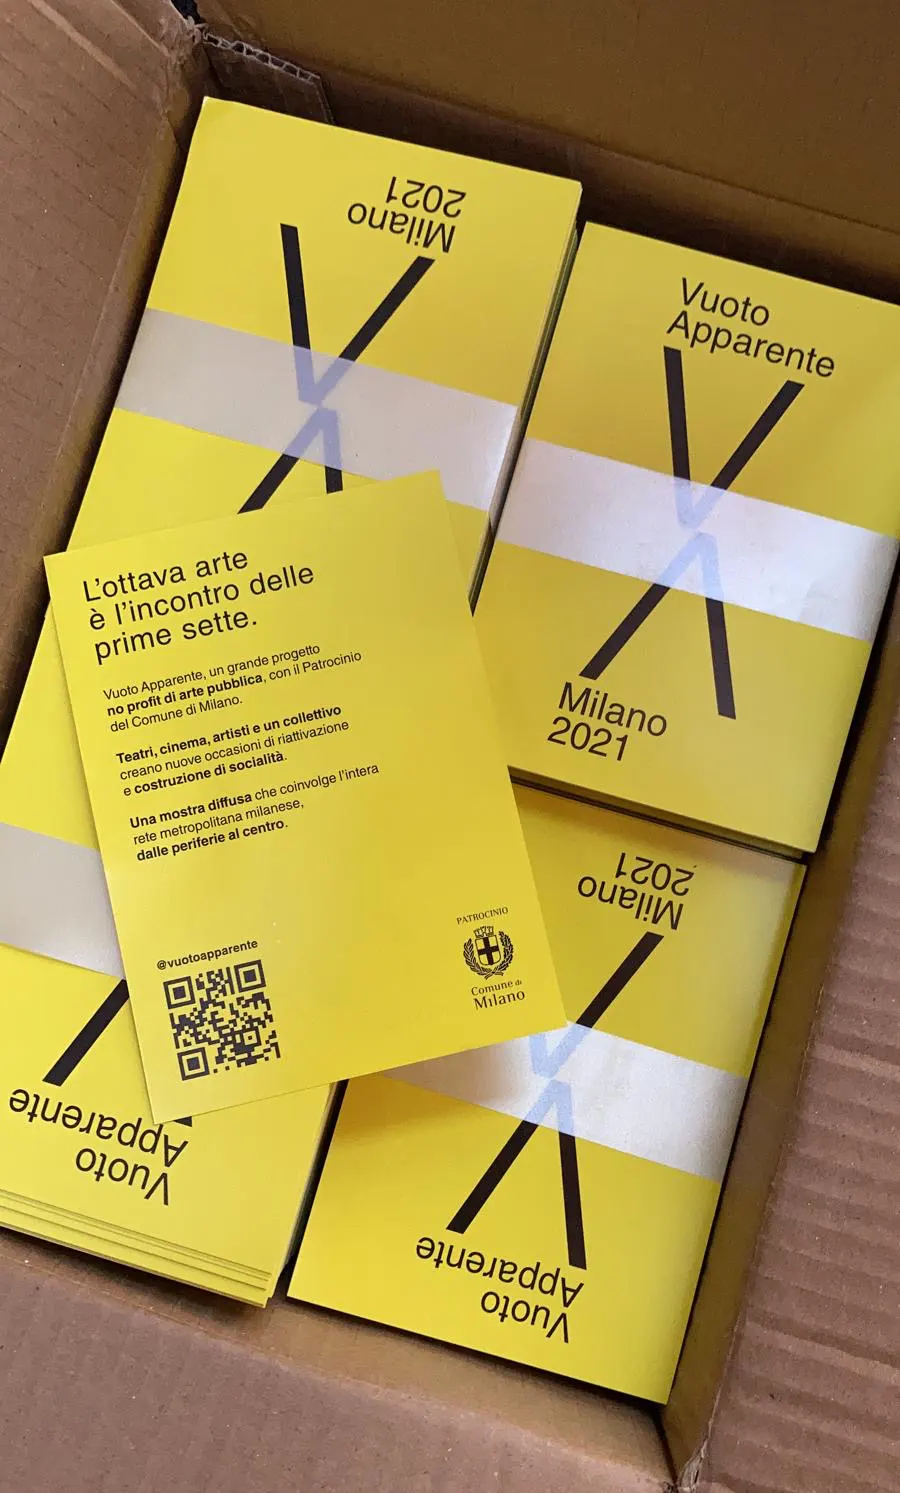 Milano
2021
Vuoto
Apparente
Milano
2021
L'ottava arte
è l'incontro delle
prime sette.
Vuoto Apparente, un grande progetto
no profit di arte pubblica, con il Patrocinio
del Comune di Milano.
Teatri, cinema, artisti e un collettivo
creano nuove occasioni di riattivazione
e costruzione di socialità.
Una mostra diffusa che coinvolge l'intera
rete metropolitana milanese,
dalle periferie al centro.
@vuotoapparente
PATROCINIO
Comune di
Milano
Vuoto
Apparente
Milano
2021
Vuoto
Apparente